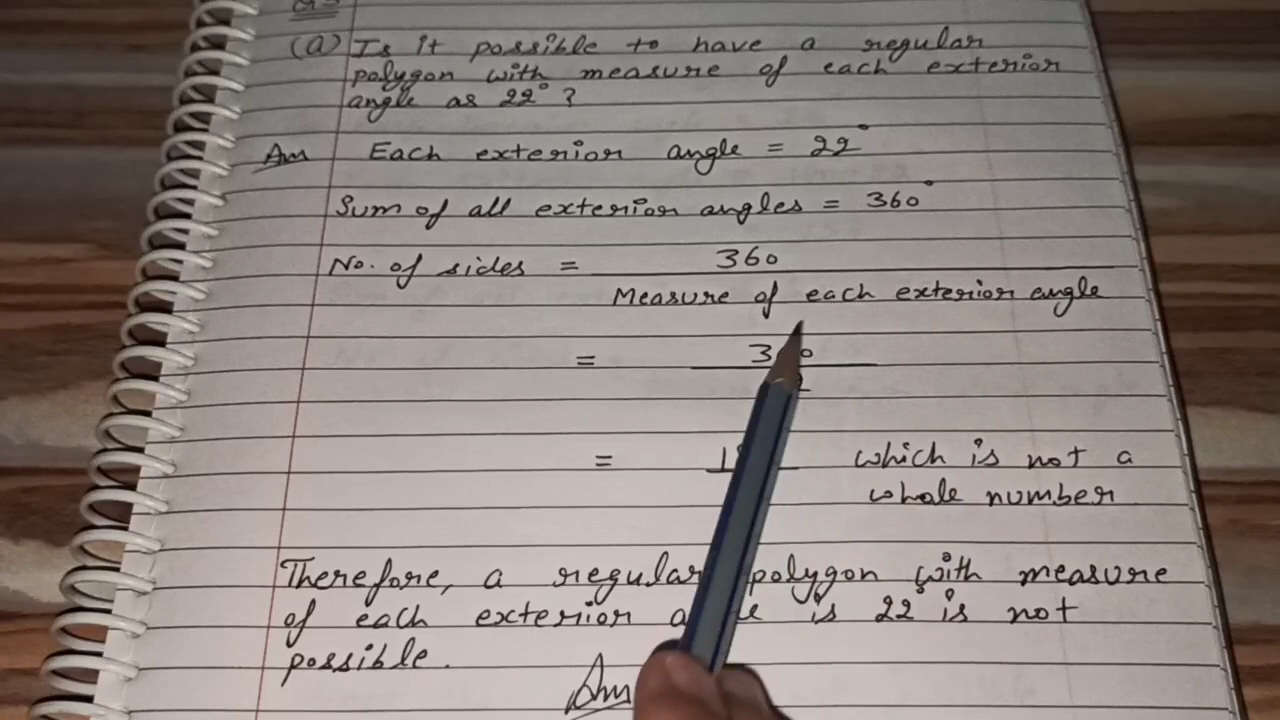 (a) Is it possible to have a regular
polygon with measure of each exterior
angle as 22° ?
Ans Each exterior angle = 22°
Sum of all exterior angles = 360°
No. of sides = 360
Measure of each exterior angle
=
= which is not a
whole number
Therefore, a regular polygon with measure
of each exterior is 22° is not
possible.
Ans